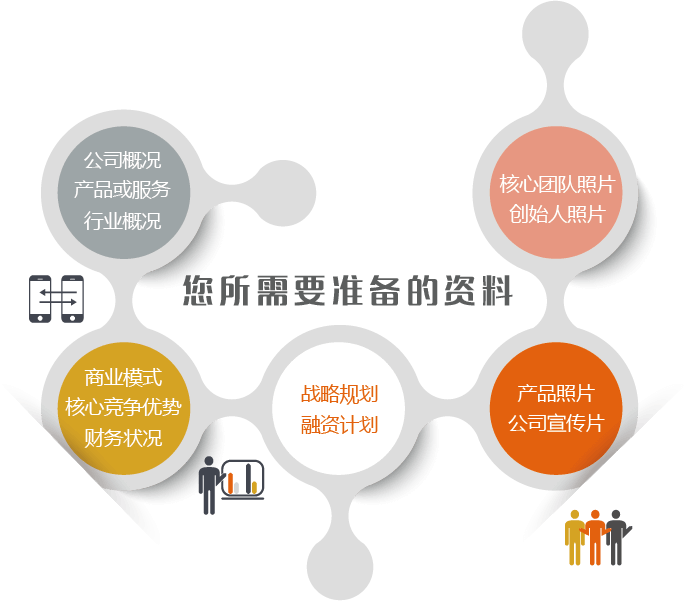 公司概况
产品或服务
行业概况
核心团队照片
创始人照片
您所需要准备的资料
商业模式
核心竞争优势
财务状况
战略规划
融资计划
产品照片
公司宣传片